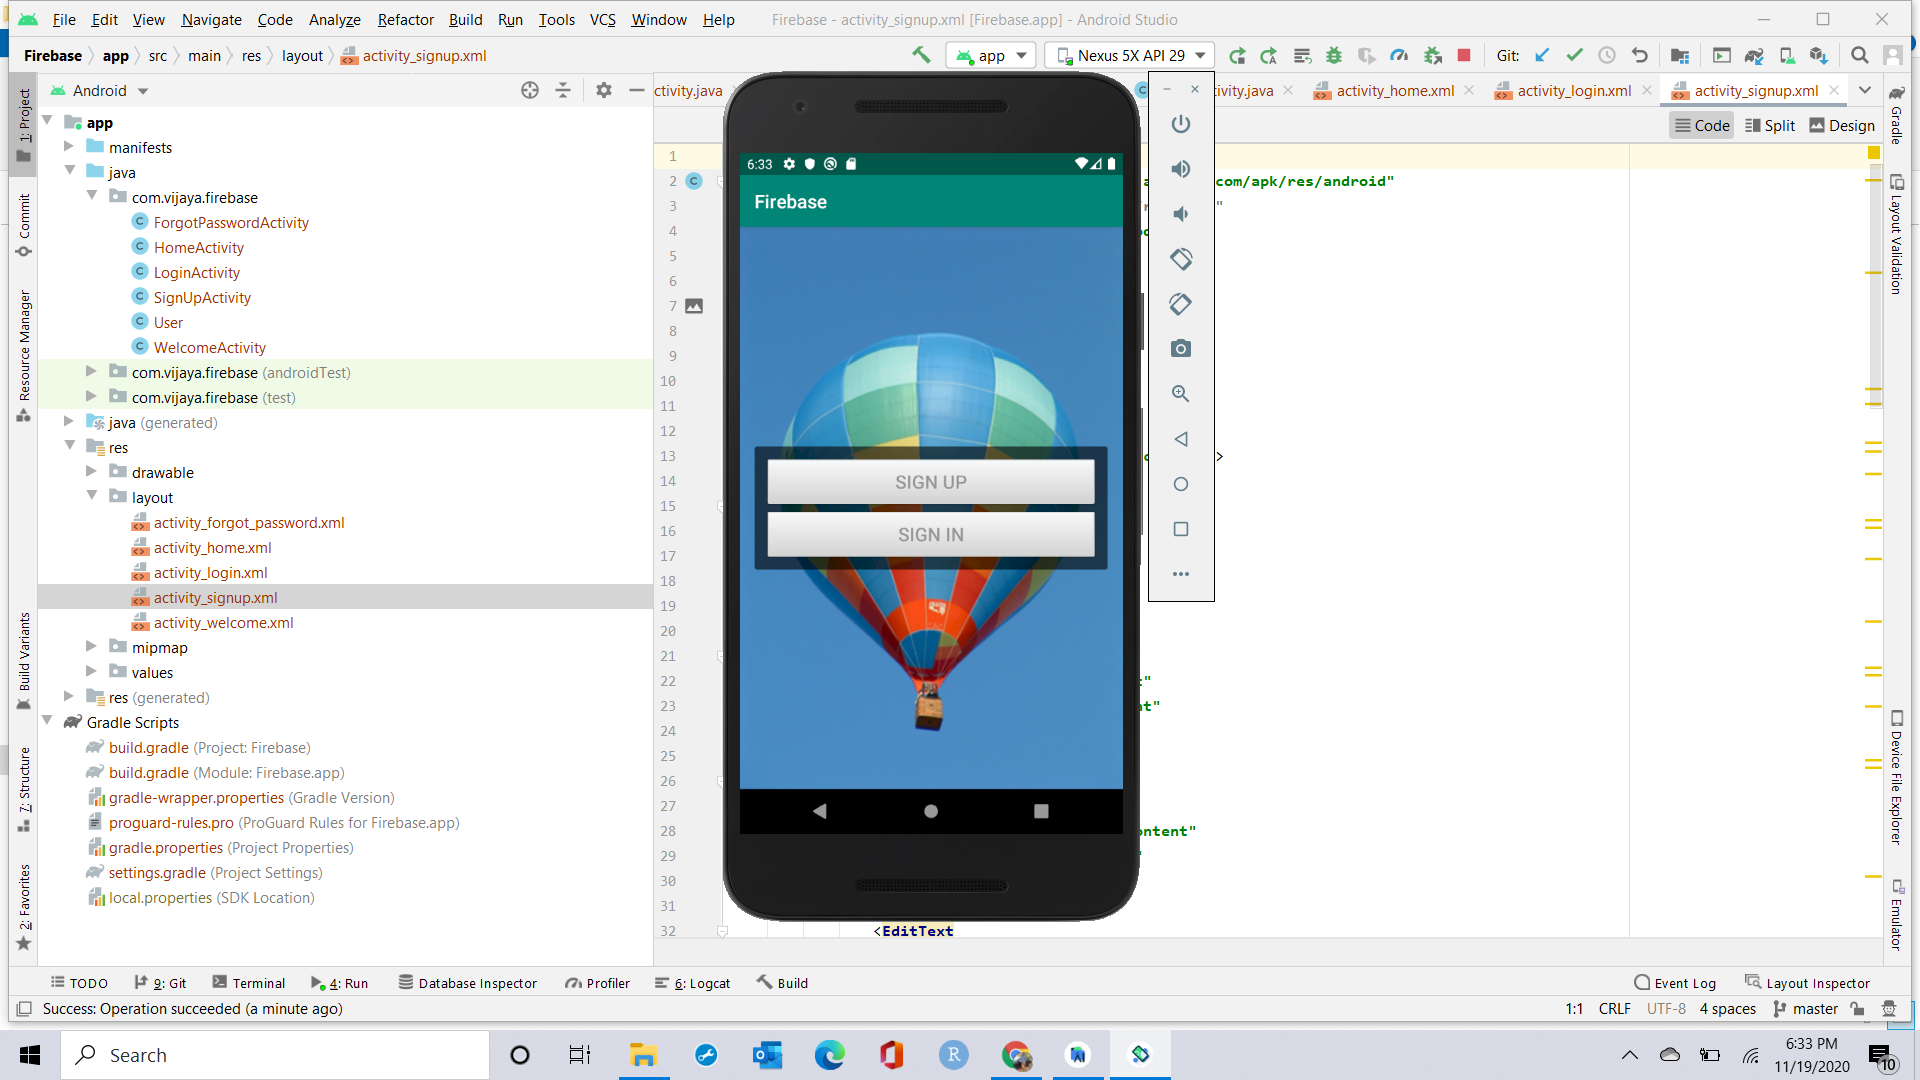 File Edit View Navigate Code Analyze Refactor Build Run Tools VCS Window Help Firebase - activity_signup.xml [Firebase.app] - Android Studio
Firebase app src main res layout activity_signup.xml app Nexus 5X API 29 Git:
Android
ctivity.java ivity.java activity_home.xml activity_login.xml activity_signup.xml
Code Split Design
1: Project
Commit
Resource Manager
Build Variants
7: Structure
2: Favorites
app
manifests
java
com.vijaya.firebase
ForgotPasswordActivity
HomeActivity
LoginActivity
SignUpActivity
User
WelcomeActivity
com.vijaya.firebase (androidTest)
com.vijaya.firebase (test)
java (generated)
res
drawable
layout
activity_forgot_password.xml
activity_home.xml
activity_login.xml
activity_signup.xml
activity_welcome.xml
mipmap
values
res (generated)
Gradle Scripts
build.gradle (Project: Firebase)
build.gradle (Module: Firebase.app)
gradle-wrapper.properties (Gradle Version)
proguard-rules.pro (ProGuard Rules for Firebase.app)
gradle.properties (Project Properties)
settings.gradle (Project Settings)
local.properties (SDK Location)
1
2 com/apk/res/android"
3 "
4
5
6
7
8
9
10
11
12
13 >
14
15
16
17
18
19
20
21
22 "
23 nt"
24
25
26
27
28 ontent"
29
30
31
32 <EditText
6:33
Firebase
SIGN UP
SIGN IN
Gradle
Layout Validation
Device File Explorer
Emulator
TODO 9: Git Terminal 4: Run Database Inspector Profiler 6: Logcat Build Event Log Layout Inspector
Success: Operation succeeded (a minute ago) 1:1 CRLF UTF-8 4 spaces master
Search
6:33 PM
11/19/2020
10